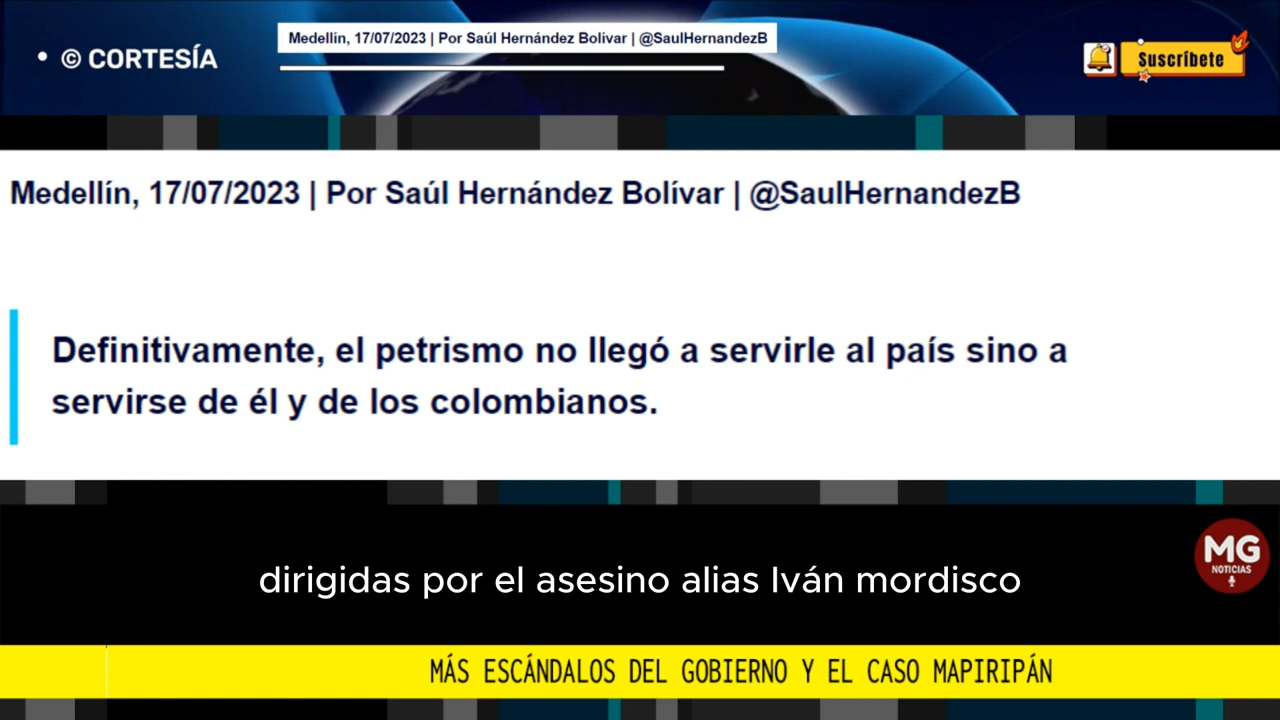 • © CORTESÍA
Medellín, 17/07/2023 | Por Saúl Hernández Bolívar | @SaulHernandezB
Suscríbete
Medellín, 17/07/2023 | Por Saúl Hernández Bolívar | @SaulHernandezB
Definitivamente, el petrismo no llegó a servirle al país sino a
servirse de él y de los colombianos.
MG
NOTICIAS
dirigidas por el asesino alias Iván mordisco
MÁS ESCÁNDALOS DEL GOBIERNO Y EL CASO MAPIRIPÁN